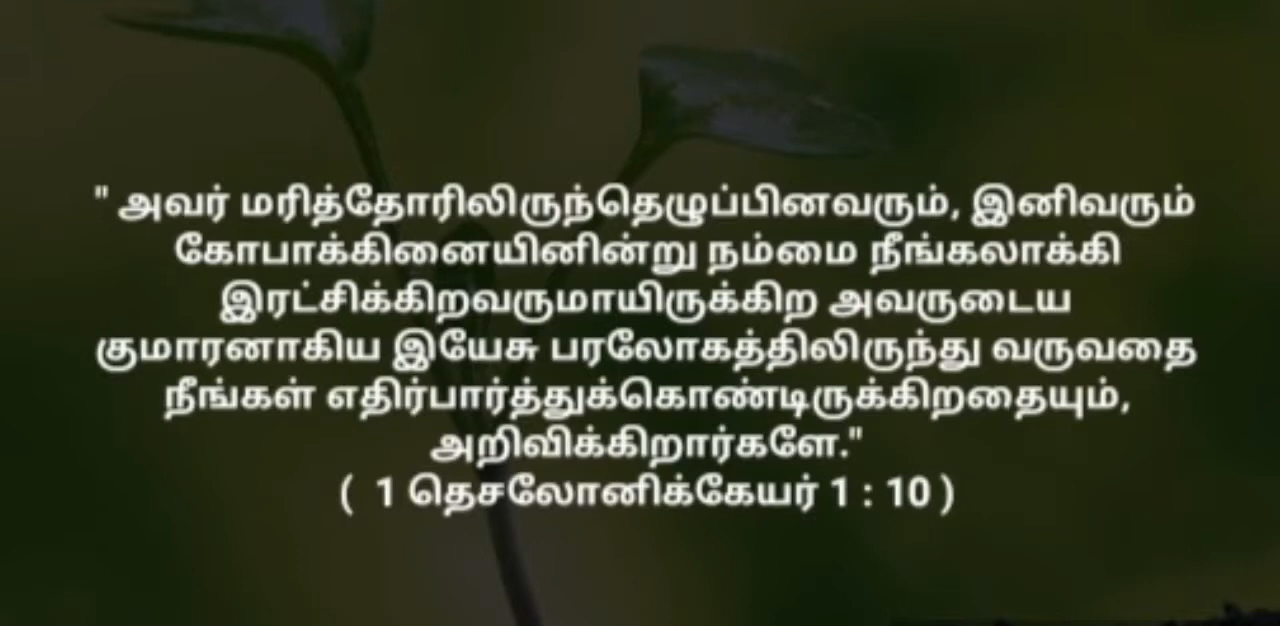 " அவர் மரித்தோரிலிருந்தெழுப்பினவரும், இனிவரும்
கோபாக்கினையினின்று நம்மை நீங்கலாக்கி
இரட்சிக்கிறவருமாயிருக்கிற அவருடைய
குமாரனாகிய இயேசு பரலோகத்திலிருந்து வருவதை
நீங்கள் எதிர்பார்த்துக்கொண்டிருக்கிறதையும்,
அறிவிக்கிறார்களே."
( 1 தெசலோனிக்கேயர் 1 : 10 )